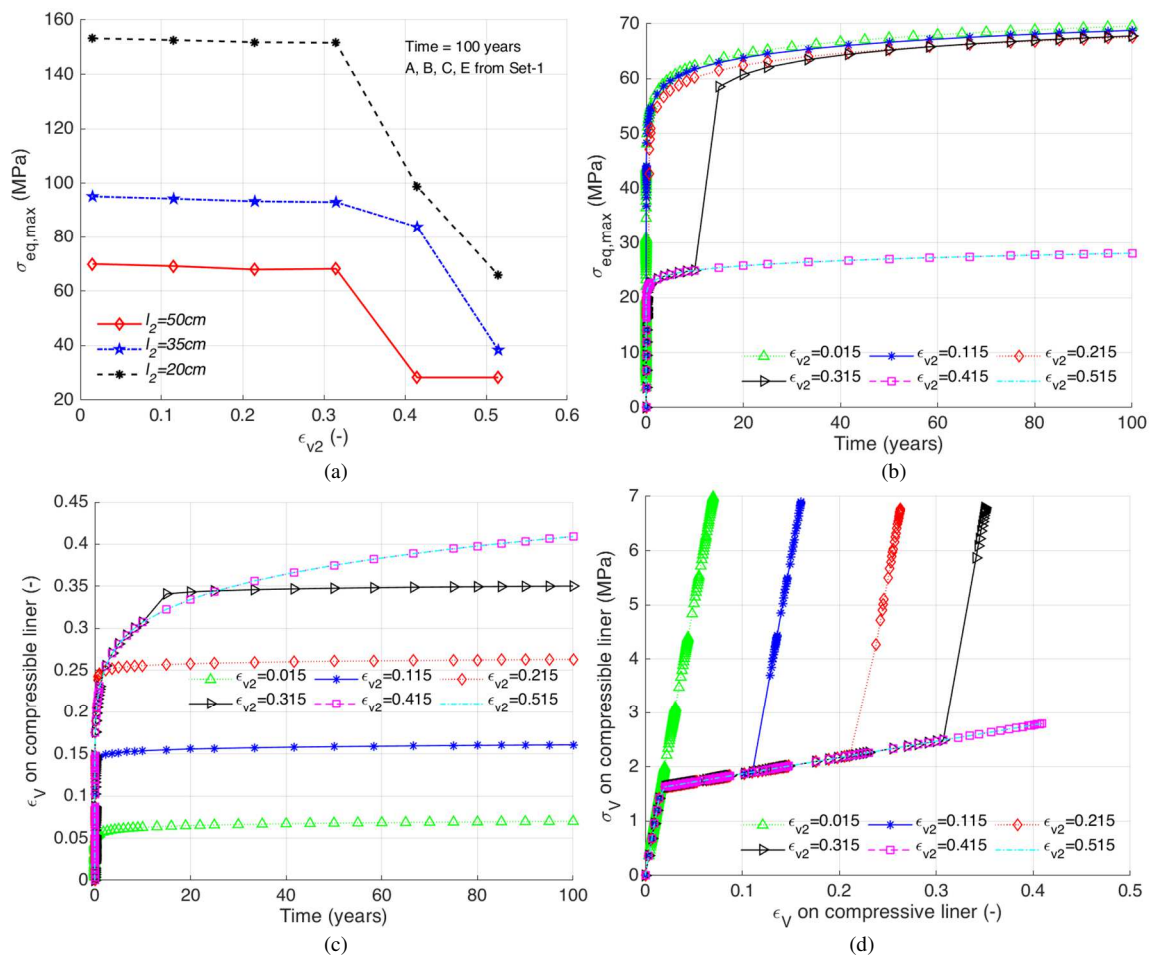 160
140
120
100
80
60
40
20
σeq,max (MPa)
Time = 100 years
A, B, C, E from Set-1
l2=50cm
l2=35cm
l2=20cm
0 0.1 0.2 0.3 0.4 0.5 0.6
ϵv2 (-)
(a)
70
60
50
40
30
20
10
0
σeq,max (MPa)
ϵv2=0.015 ϵv2=0.115 ϵv2=0.215
ϵv2=0.315 ϵv2=0.415 ϵv2=0.515
0 20 40 60 80 100
Time (years)
(b)
0.45
0.4
0.35
0.3
0.25
0.2
0.15
0.1
0.05
0
ϵV on compressible liner (-)
ϵv2=0.015 ϵv2=0.115 ϵv2=0.215
ϵv2=0.315 ϵv2=0.415 ϵv2=0.515
0 20 40 60 80 100
Time (years)
(c)
7
6
5
4
3
2
1
0
σV on compressible liner (MPa)
ϵv2=0.015 ϵv2=0.115 ϵv2=0.215
ϵv2=0.315 ϵv2=0.415 ϵv2=0.515
0 0.1 0.2 0.3 0.4 0.5
ϵV on compressive liner (-)
(d)